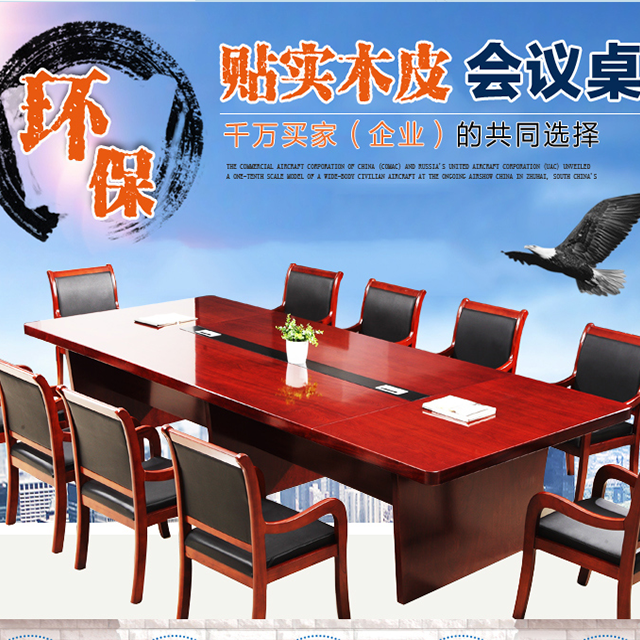 环保
贴实木皮 会议桌
千万买家（企业）的共同选择
THE COMMERCIAL AIRCRAFT CORPORATION OF CHINA (COMAC) AND RUSSIA'S UNITED AIRCRAFT CORPORATION (UAC) UNVEILED
A ONE-TENTH SCALE MODEL OF A WIDE-BODY CIVILIAN AIRCRAFT AT THE ONGOING AIRSHOW CHINA IN ZHUHAI, SOUTH CHINA'S